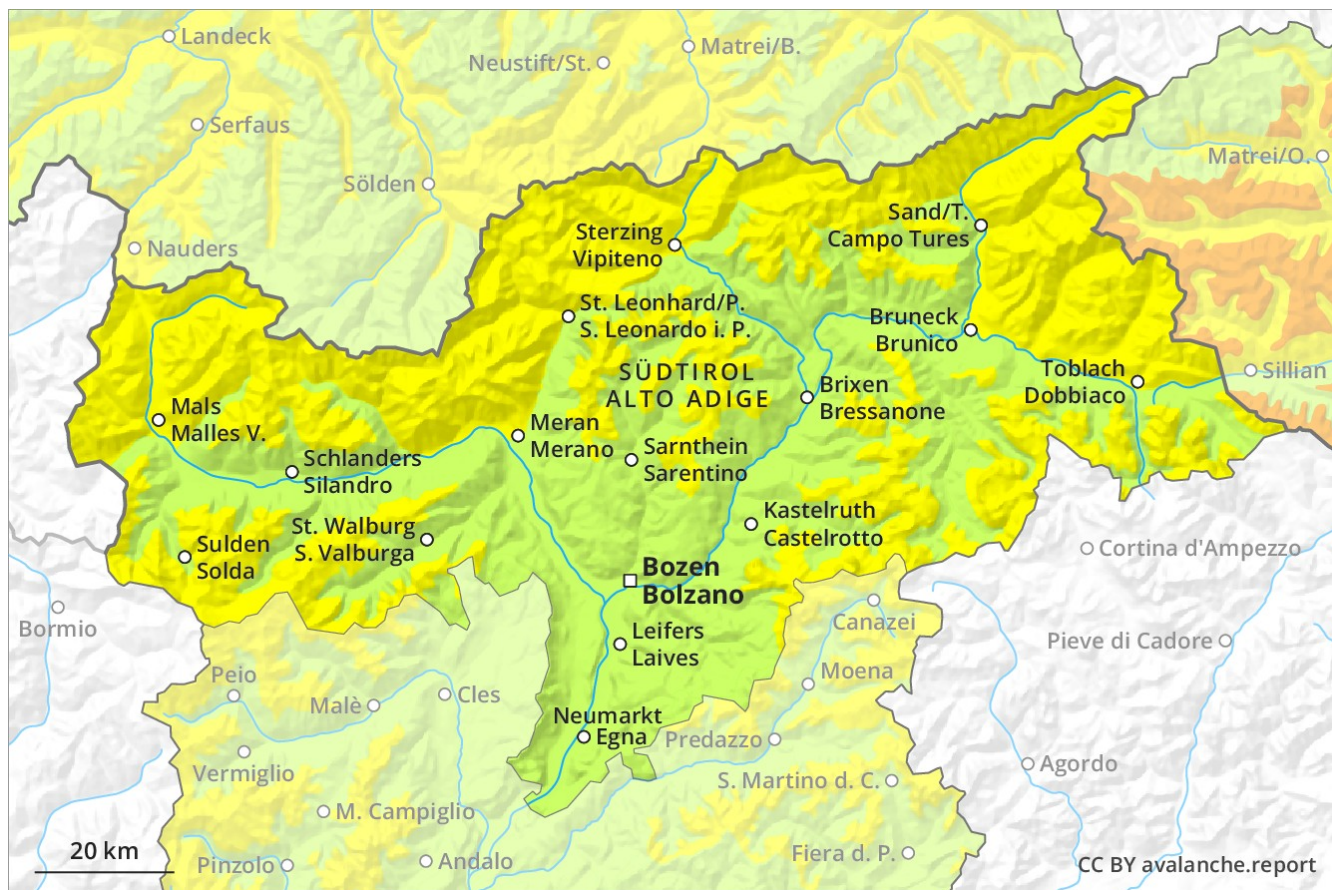 Landeck
Matrei/B.
Neustift/St.
Serfaus
Matrei/O.
Sölden
Sand/T.
Campo Tures
Sterzing
Vipiteno
Nauders
St. Leonhard/P.
S. Leonardo i. P.
Bruneck
Brunico
SÜDTIROL
ALTO ADIGE
Toblach
Dobbiaco
Sillian
Brixen
Bressanone
Mals
Malles V.
Meran
Merano
Sarnthein
Sarentino
Schlanders
Silandro
Kastelruth
Castelrotto
St. Walburg
S. Valburga
Sulden
Solda
Cortina d'Ampezzo
Bozen
Bolzano
Bormio
Canazei
Leifers
Laives
Pieve di Cadore
Peio
Moena
Malè
Cles
Neumarkt
Egna
Predazzo
Vermiglio
Agordo
S. Martino d. C.
M. Campiglio
20 km
Pinzolo
Andalo
Fiera d. P.
CC BY avalanche.report